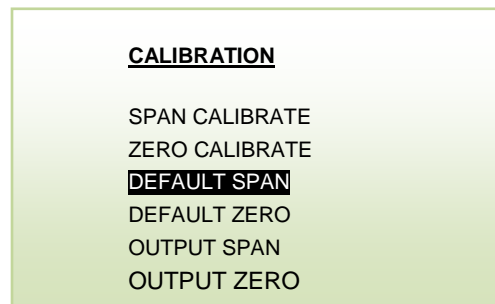 CALIBRATION
SPAN CALIBRATE
ZERO CALIBRATE
DEFAULT SPAN
DEFAULT ZERO
OUTPUT SPAN
OUTPUT ZERO